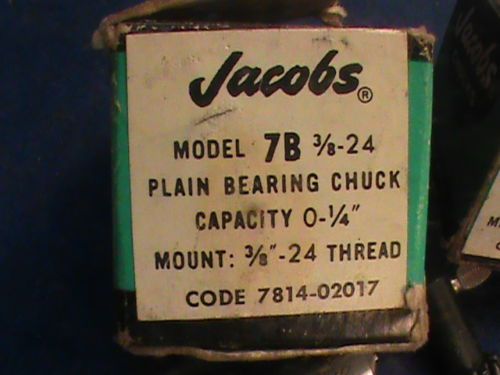 Jacobs®
MODEL 7B 3/8-24
PLAIN BEARING CHUCK
CAPACITY 0-1/4"
MOUNT: 3/8"-24 THREAD
CODE 7814-02017